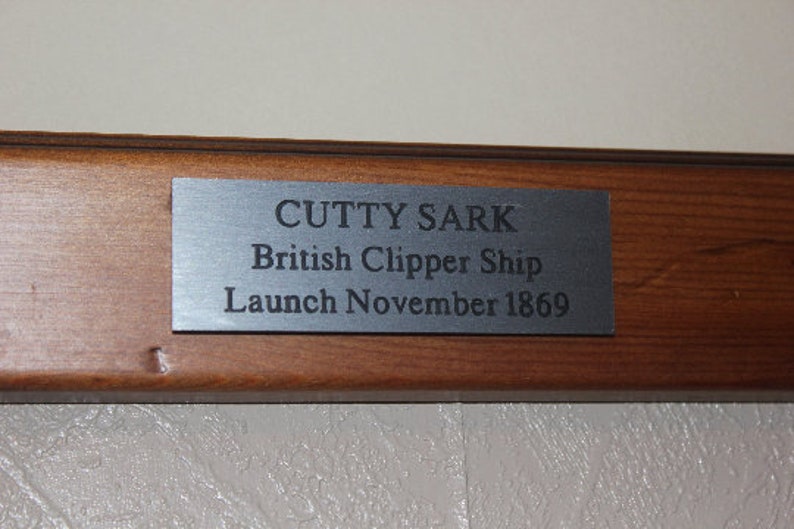 CUTTY SARK
British Clipper Ship
Launch November 1869